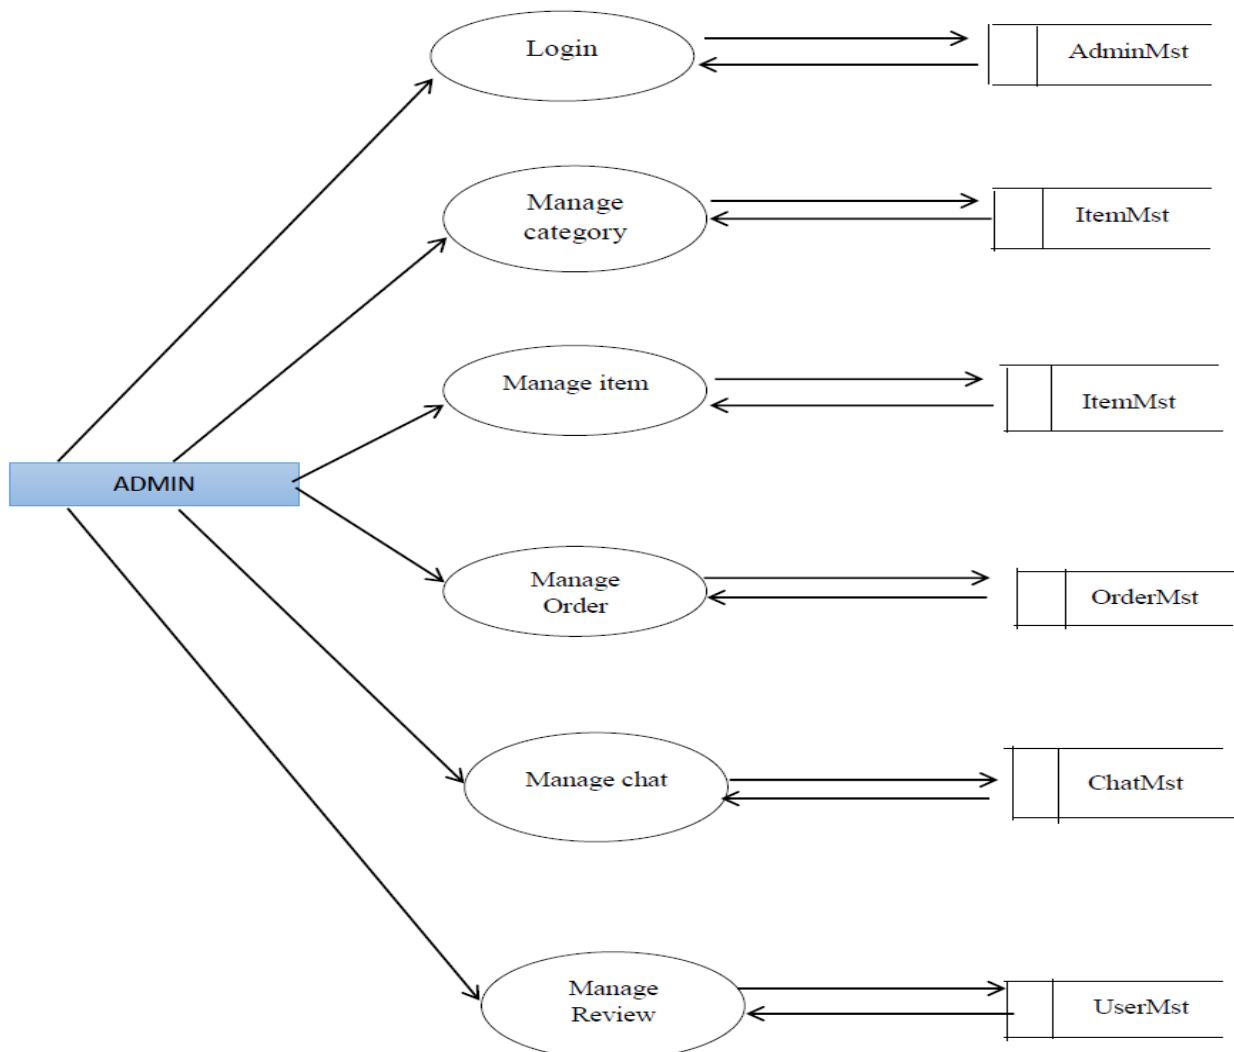 Login
AdminMst
Manage
category
ItemMst
Manage item
ItemMst
ADMIN
Manage
Order
OrderMst
Manage chat
ChatMst
Manage
Review
UserMst